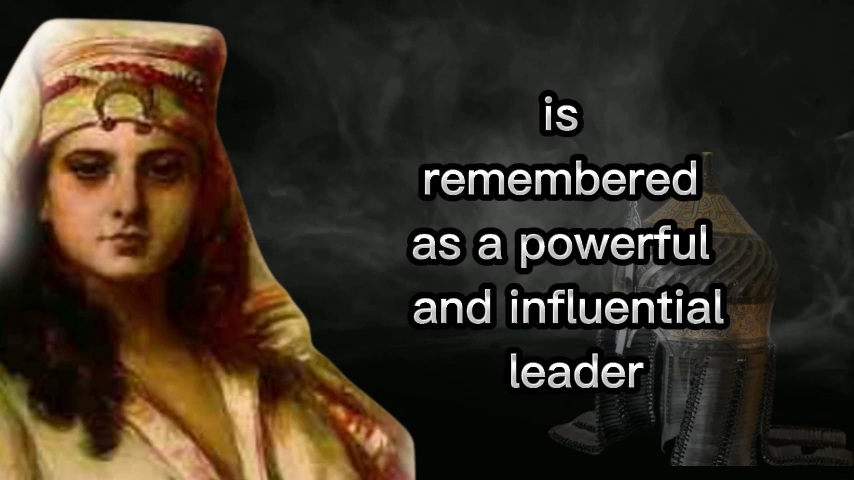 is
remembered
as a powerful
and influential
leader